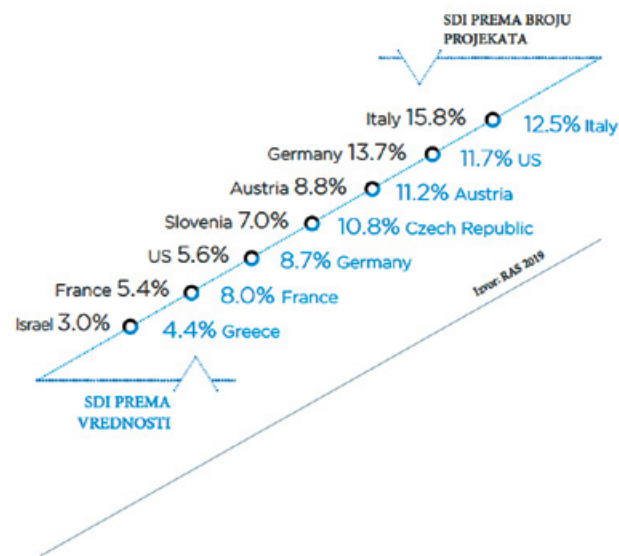 SDI PREMA BROJU
PROJEKATA
Italy 15.8%
12.5% Italy
Germany 13.7%
11.7% US
Austria 8.8%
11.2% Austria
Slovenia 7.0%
10.8% Czech Republic
US 5.6%
8.7% Germany
France 5.4%
8.0% France
Israel 3.0%
4.4% Greece
Izvor: RAS 2019
SDI PREMA
VREDNOSTI